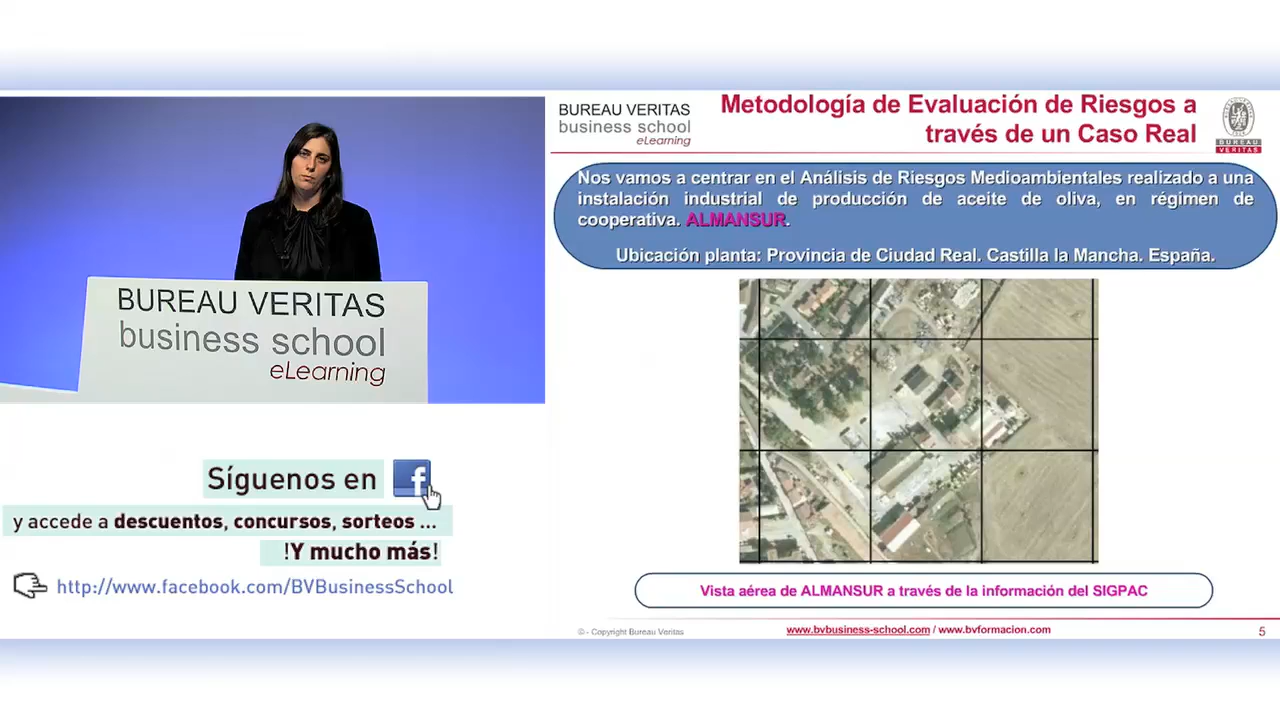 BUREAU VERITAS
business school
eLearning
Síguenos en
y accede a descuentos, concursos, sorteos ...
!Y mucho más!
http://www.facebook.com/BVBusinessSchool
BUREAU VERITAS
business school
eLearning
Metodología de Evaluación de Riesgos a
través de un Caso Real
BUREAU
VERITAS
Nos vamos a centrar en el Análisis de Riesgos Medioambientales realizado a una
instalación industrial de producción de aceite de oliva, en régimen de
cooperativa. ALMANSUR.
Ubicación planta: Provincia de Ciudad Real. Castilla la Mancha. España.
Vista aérea de ALMANSUR a través de la información del SIGPAC
© - Copyright Bureau Veritas
www.bvbusiness-school.com / www.bvformacion.com
5